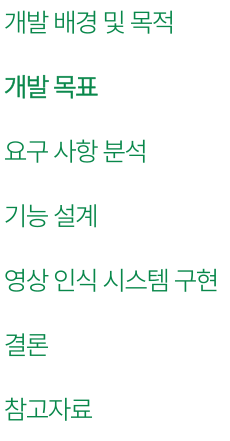 개발 배경 및 목적
개발 목표
요구 사항 분석
기능 설계
영상 인식 시스템 구현
결론
참고자료